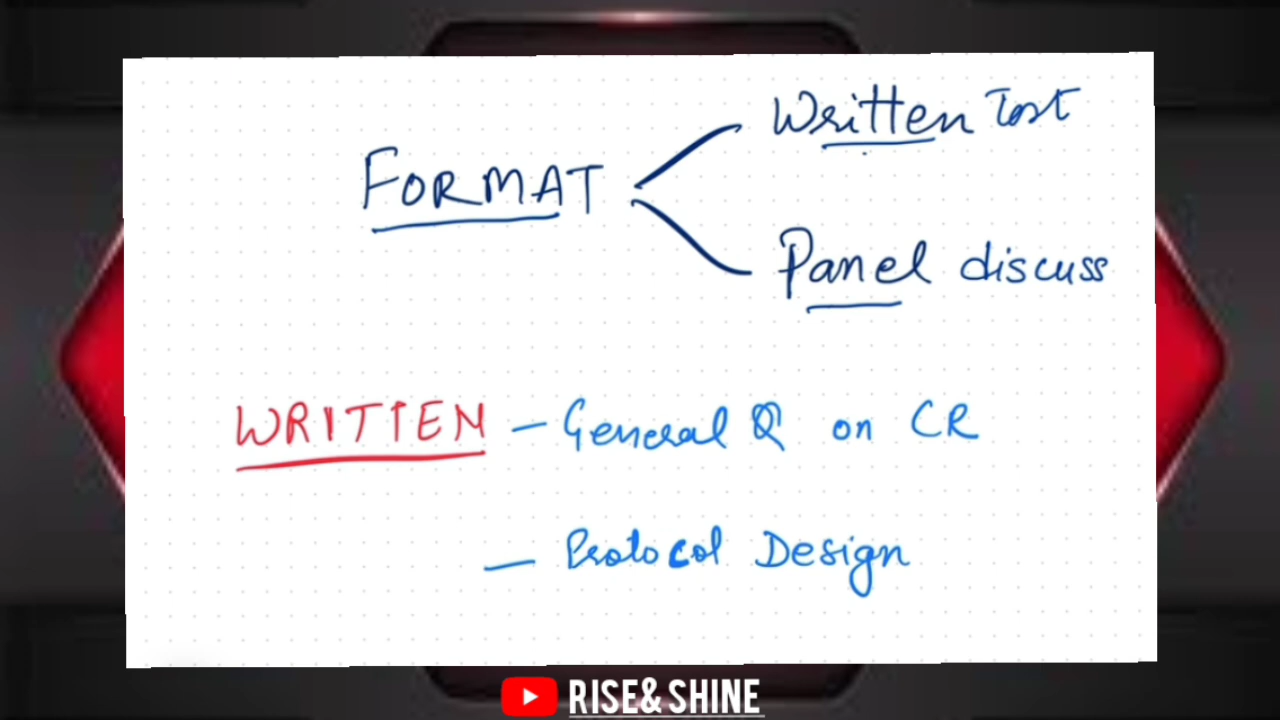 Written Test
FORMAT
Panel discuss
WRITTEN - General Q on CR
- Protocol Design
RISE& SHINE